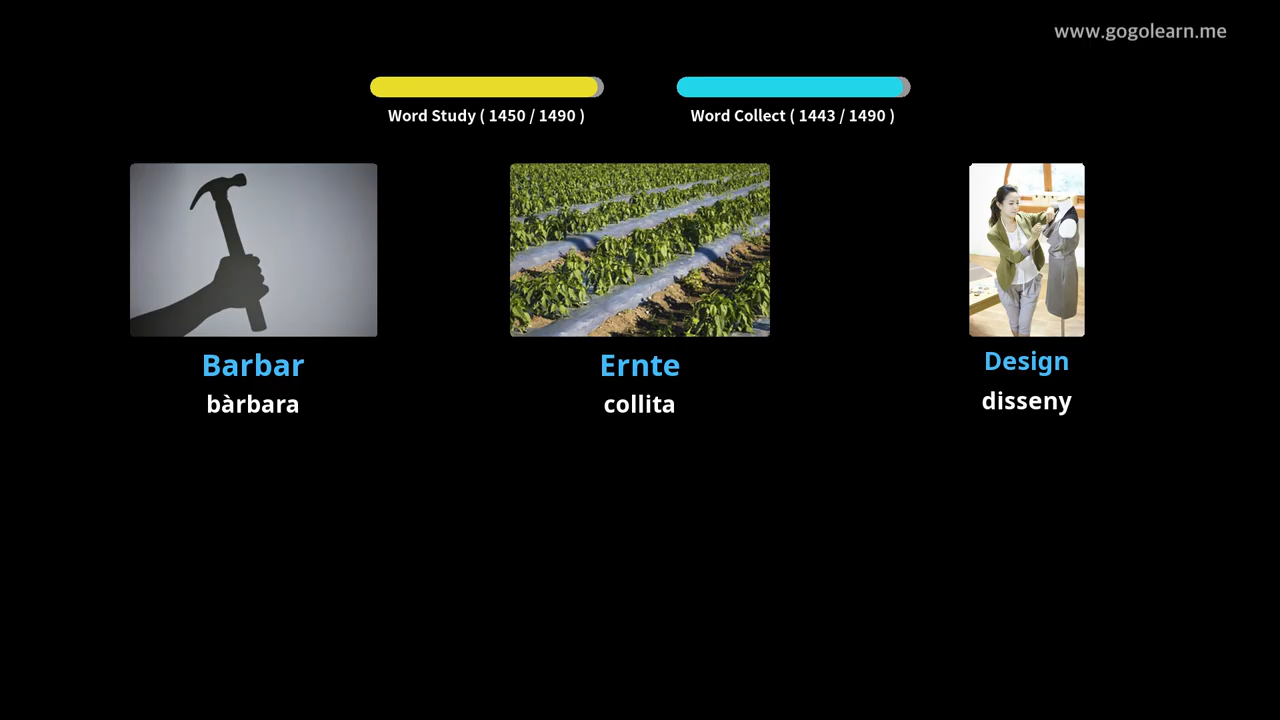 www.gogolearn.me
Word Study ( 1450 / 1490 )
Word Collect ( 1443 / 1490 )
Barbar
bàrbara
Ernte
collita
Design
disseny